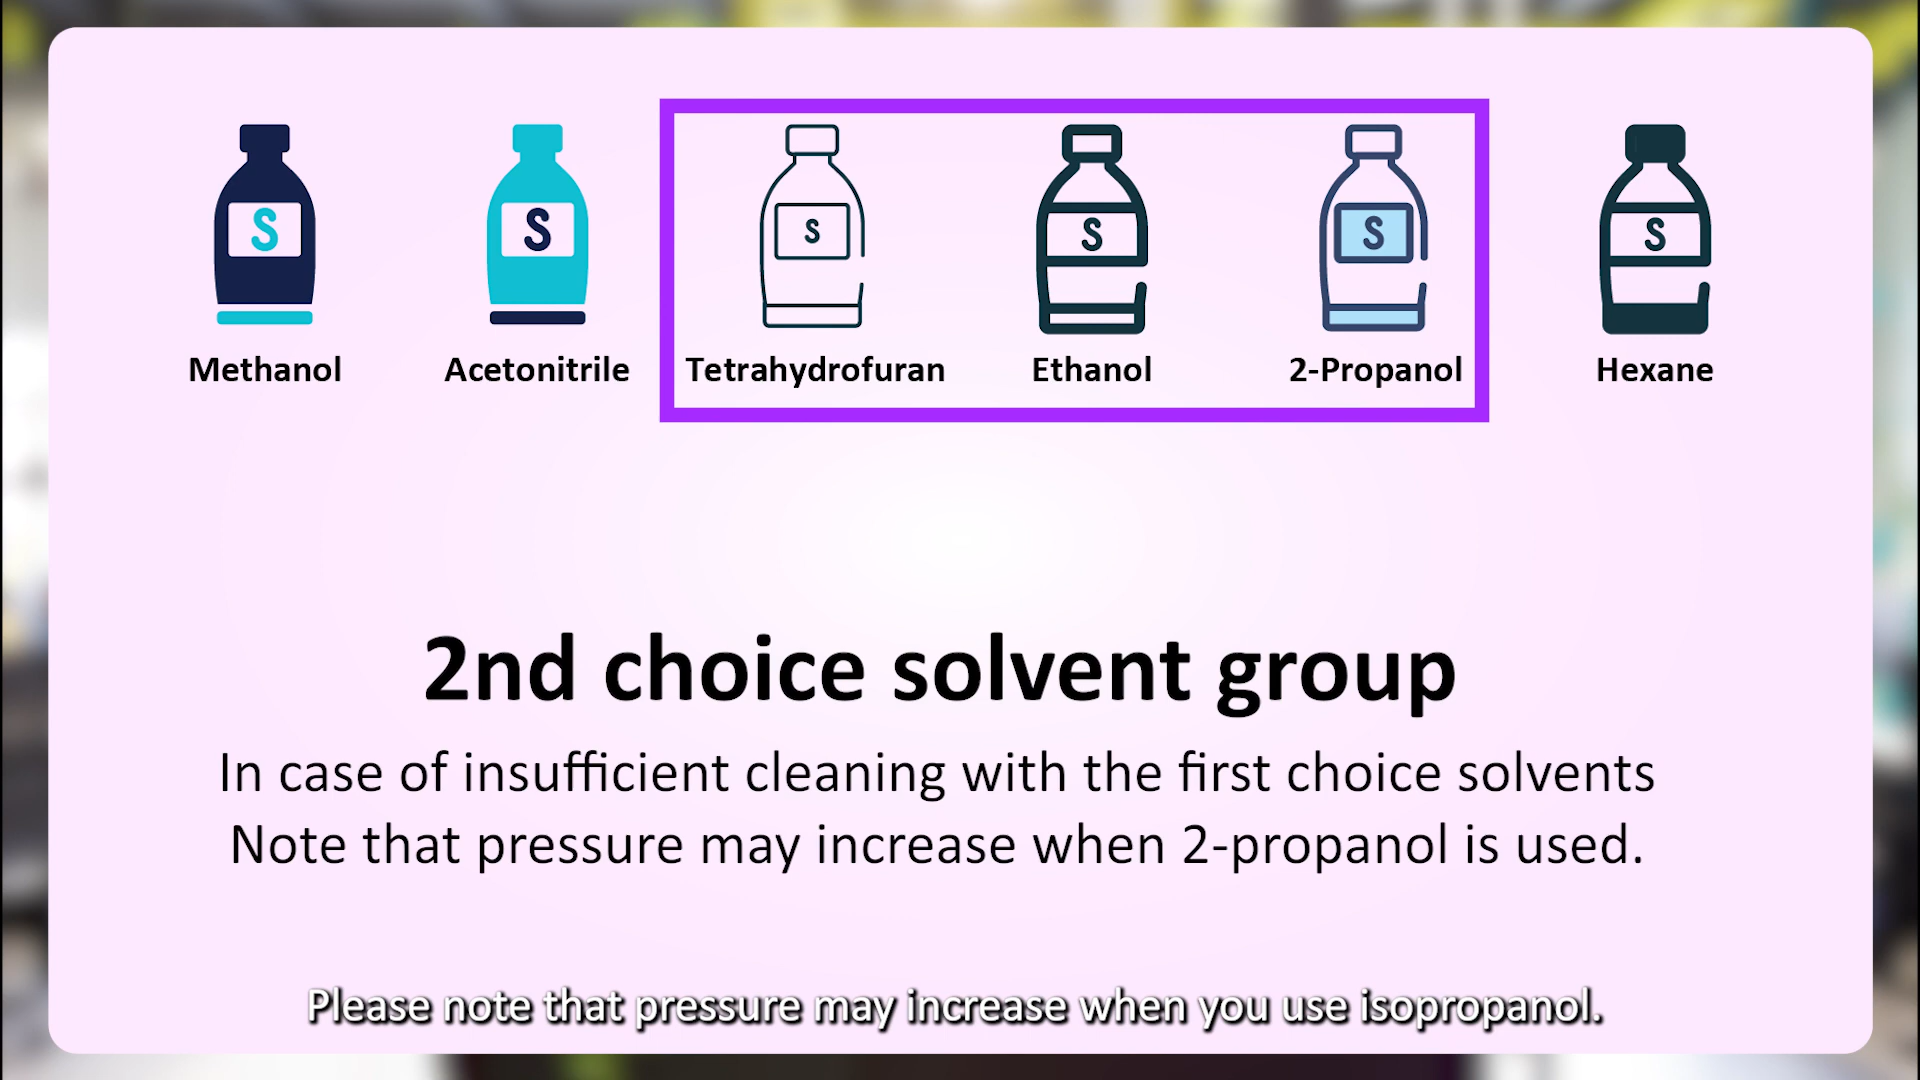 S S S S S S
Methanol Acetonitrile Tetrahydrofuran Ethanol 2-Propanol Hexane
2nd choice solvent group
In case of insufficient cleaning with the first choice solvents
Note that pressure may increase when 2-propanol is used.
Please note that pressure may increase when you use isopropanol.